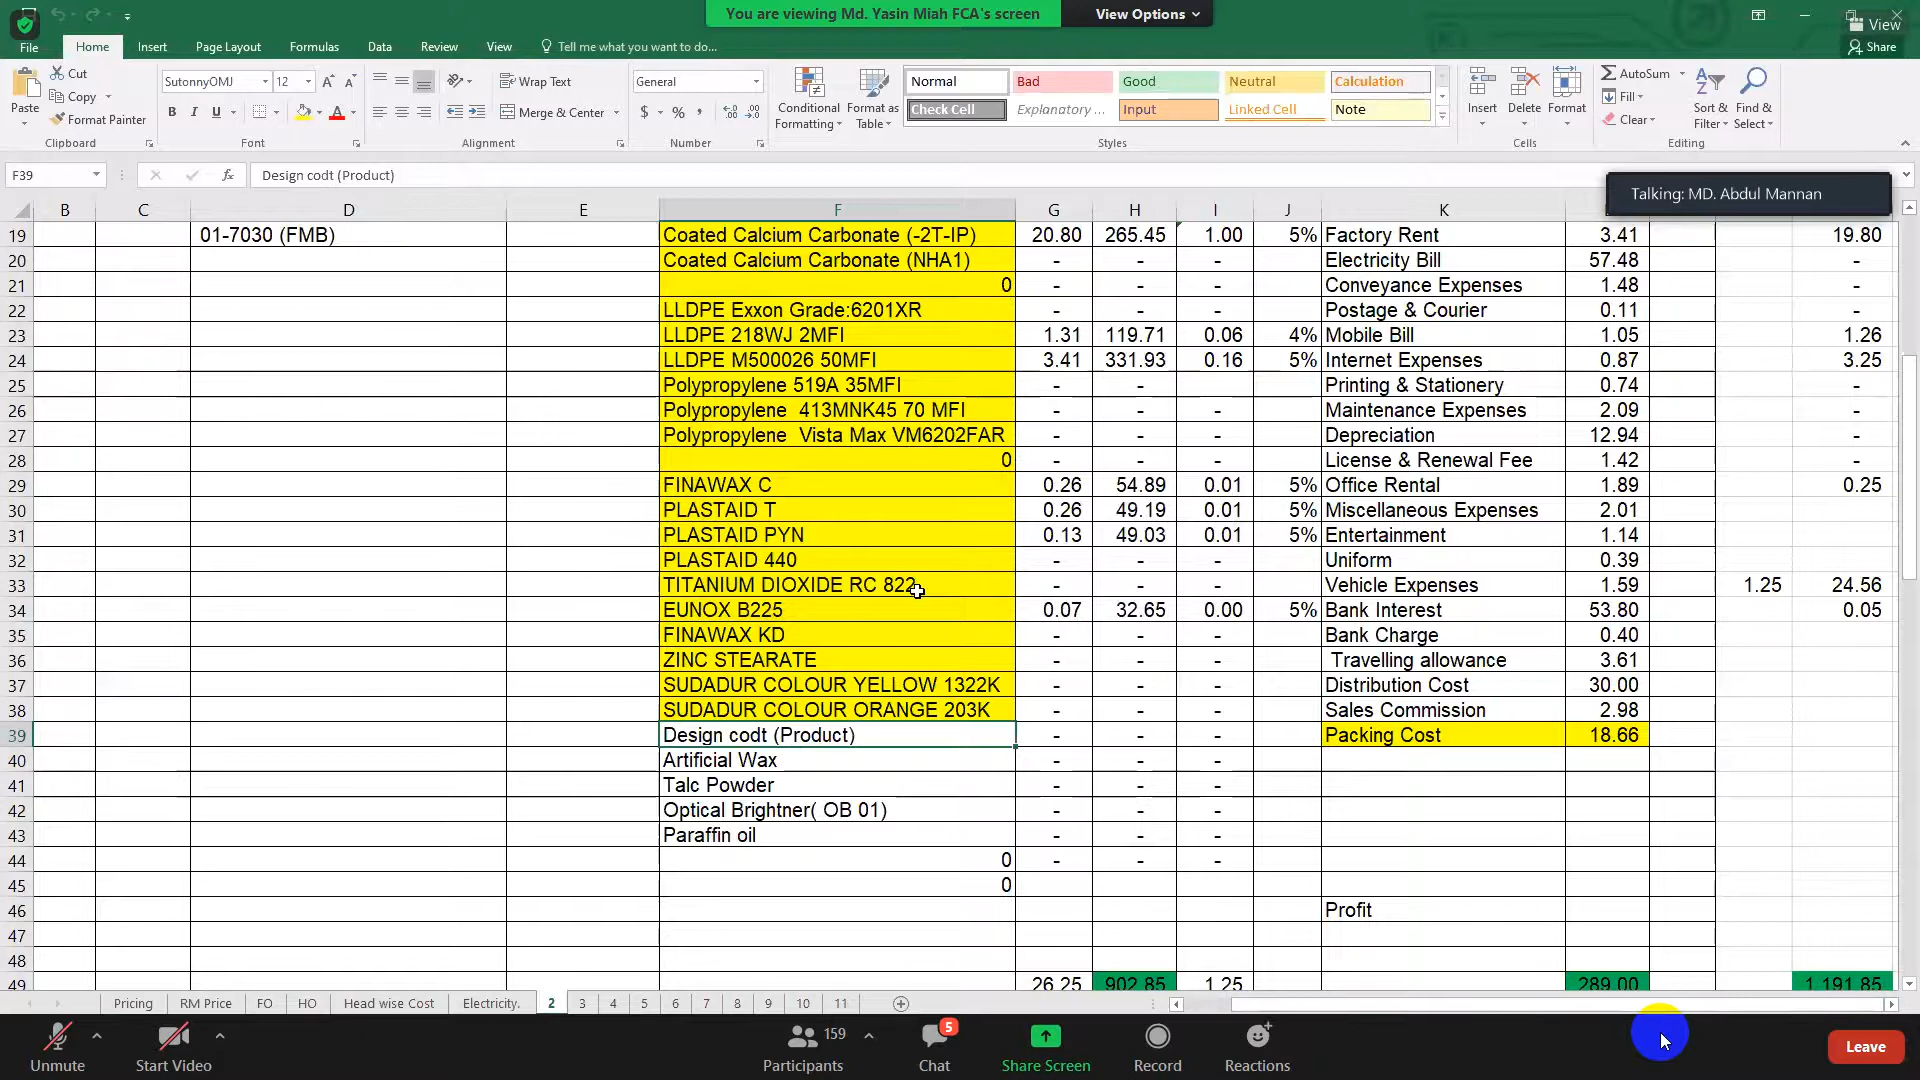 You are viewing Md. Yasin Miah FCA's screen
View Options
View
File Home Insert Page Layout Formulas Data Review View Tell me what you want to do...
Share
Paste
Cut
Copy
Format Painter
Clipboard
SutonnyOMJ 12
B I U
Font
Wrap Text
Merge & Center
Alignment
General
$ % ,
Number
Conditional Formatting
Format as Table
Normal Bad Good Neutral Calculation
Check Cell Explanatory ... Input Linked Cell Note
Styles
Insert Delete Format
Cells
AutoSum
Fill
Clear
Sort & Filter
Find & Select
Editing
F39 fx Design codt (Product)
Talking: MD. Abdul Mannan
B C D E F G H I J K
19 01-7030 (FMB) Coated Calcium Carbonate (-2T-IP) 20.80 265.45 1.00 5% Factory Rent 3.41 19.80
20 Coated Calcium Carbonate (NHA1) - - - Electricity Bill 57.48 -
21 0 - - - Conveyance Expenses 1.48 -
22 LLDPE Exxon Grade:6201XR - - - Postage & Courier 0.11 -
23 LLDPE 218WJ 2MFI 1.31 119.71 0.06 4% Mobile Bill 1.05 1.26
24 LLDPE M500026 50MFI 3.41 331.93 0.16 5% Internet Expenses 0.87 3.25
25 Polypropylene 519A 35MFI - - - Printing & Stationery 0.74 -
26 Polypropylene 413MNK45 70 MFI - - - Maintenance Expenses 2.09 -
27 Polypropylene Vista Max VM6202FAR - - - Depreciation 12.94 -
28 0 - - - License & Renewal Fee 1.42 -
29 FINAWAX C 0.26 54.89 0.01 5% Office Rental 1.89 0.25
30 PLASTAID T 0.26 49.19 0.01 5% Miscellaneous Expenses 2.01
31 PLASTAID PYN 0.13 49.03 0.01 5% Entertainment 1.14
32 PLASTAID 440 - - - Uniform 0.39
33 TITANIUM DIOXIDE RC 822 - - - Vehicle Expenses 1.59 1.25 24.56
34 EUNOX B225 0.07 32.65 0.00 5% Bank Interest 53.80 0.05
35 FINAWAX KD - - - Bank Charge 0.40
36 ZINC STEARATE - - - Travelling allowance 3.61
37 SUDADUR COLOUR YELLOW 1322K - - - Distribution Cost 30.00
38 SUDADUR COLOUR ORANGE 203K - - - Sales Commission 2.98
39 Design codt (Product) - - - Packing Cost 18.66
40 Artificial Wax - - -
41 Talc Powder - - -
42 Optical Brightner( OB 01) - - -
43 Paraffin oil - - -
44 0 - - -
45 0
46 Profit
47
48
49 26.25 902.85 1.25 289.00 1,191.85
Pricing RM Price FO HO Head wise Cost Electricity. 2 3 4 5 6 7 8 9 10 11
Unmute
Start Video
Participants 159
Chat 5
Share Screen
Record
Reactions
Leave